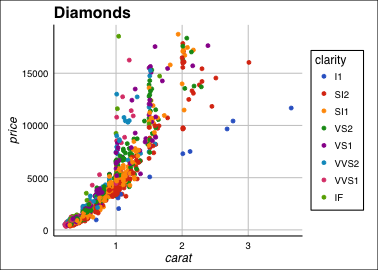 Diamonds
price
15000
10000
5000
0
1
2
3
carat
clarity
I1
SI2
SI1
VS2
VS1
VVS2
VVS1
IF